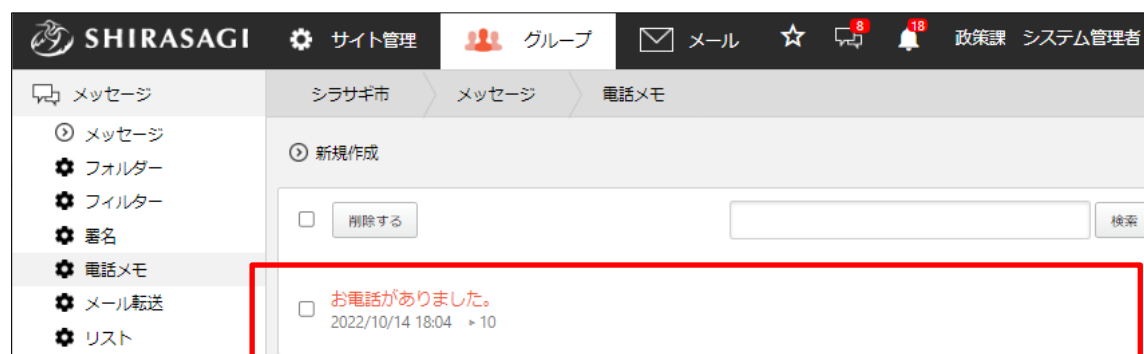 SHIRASAGI サイト管理 グループ メール 8 18 政策課 システム管理者
メッセージ
シラサギ市 メッセージ 電話メモ
メッセージ
フォルダー
フィルター
署名
電話メモ
メール転送
リスト
新規作成
削除する 検索
お電話がありました。
2022/10/14 18:04 ▸ 10